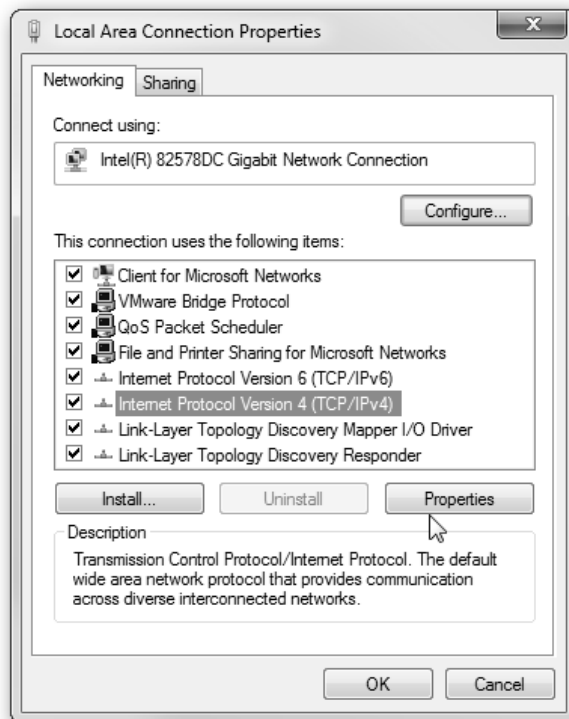 Local Area Connection Properties
x
Networking
Sharing
Connect using:
Intel(R) 82578DC Gigabit Network Connection
Configure...
This connection uses the following items:
Client for Microsoft Networks
VMware Bridge Protocol
QoS Packet Scheduler
File and Printer Sharing for Microsoft Networks
Internet Protocol Version 6 (TCP/IPv6)
Internet Protocol Version 4 (TCP/IPv4)
Link-Layer Topology Discovery Mapper I/O Driver
Link-Layer Topology Discovery Responder
Install...
Uninstall
Properties
Description
Transmission Control Protocol/Internet Protocol. The default
wide area network protocol that provides communication
across diverse interconnected networks.
OK
Cancel